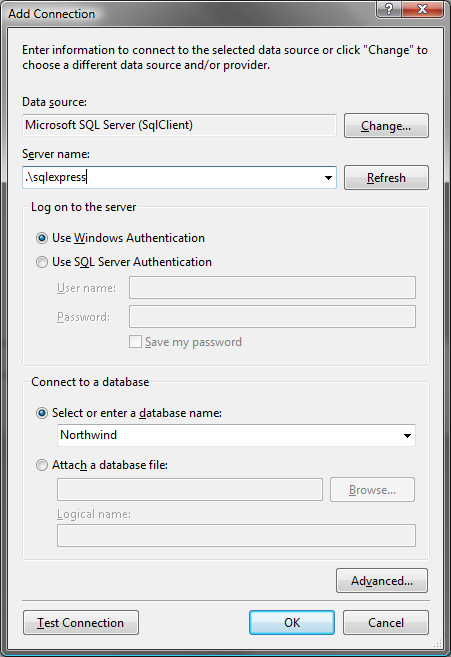 Add Connection
?
Enter information to connect to the selected data source or click "Change" to
choose a different data source and/or provider.
Data source:
Microsoft SQL Server (SqlClient)
Change...
Server name:
.\sqlexpress
Refresh
Log on to the server
Use Windows Authentication
Use SQL Server Authentication
User name:
Password:
Save my password
Connect to a database
Select or enter a database name:
Northwind
Attach a database file:
Browse...
Logical name:
Advanced...
Test Connection
OK
Cancel